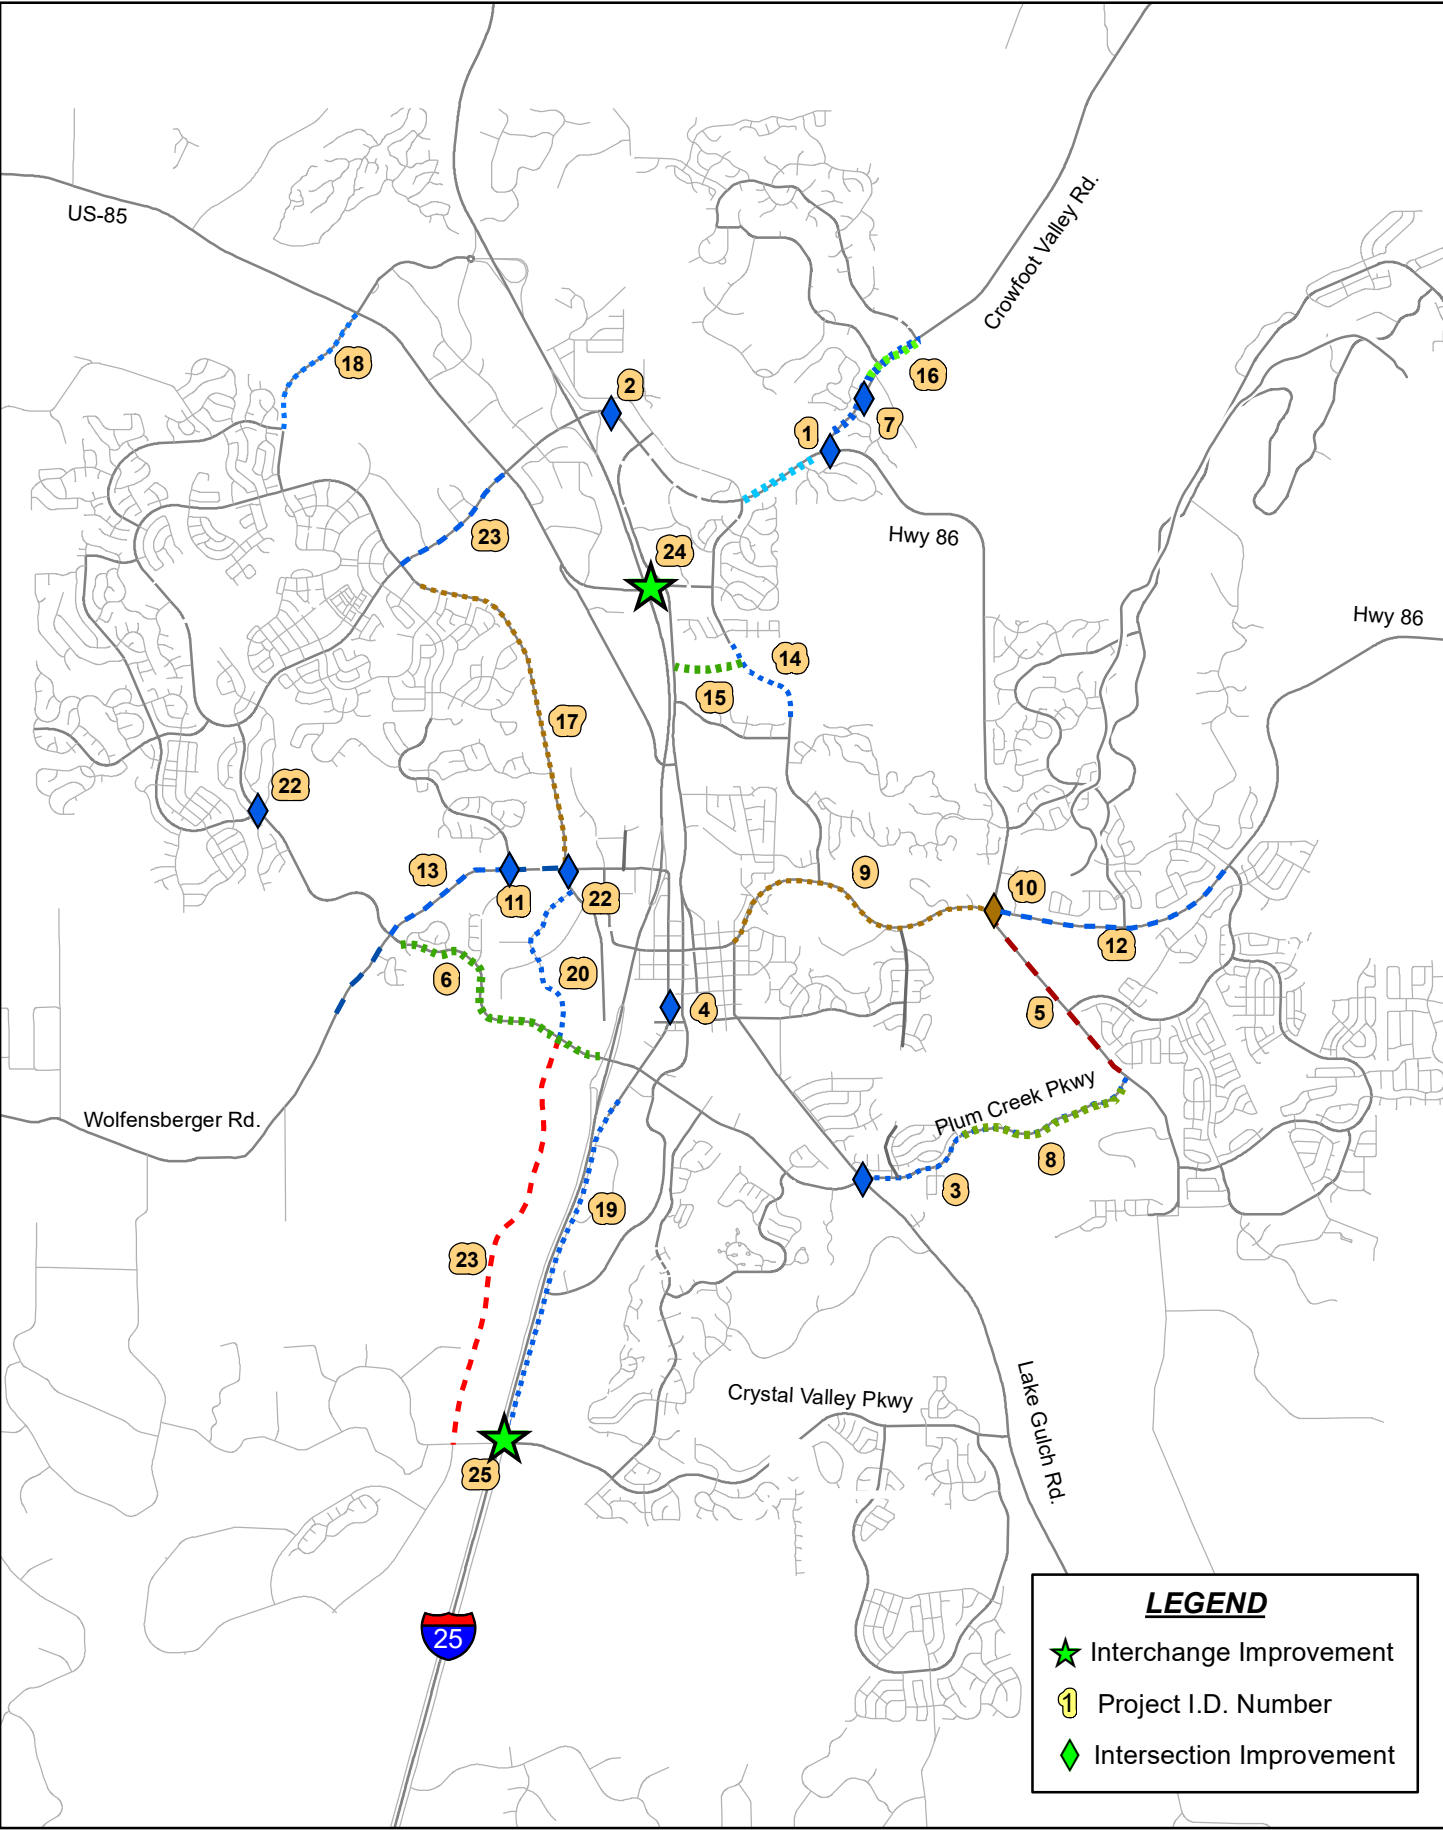 US-85
Crowfoot Valley Rd.
18
2
16
1
7
23
Hwy 86
24
Hwy 86
14
15
17
22
13
11
22
9
10
12
6
20
4
5
Plum Creek Pkwy
Wolfensberger Rd.
8
3
19
23
Crystal Valley Pkwy
Lake Gulch Rd.
25
25
LEGEND
Interchange Improvement
1 Project I.D. Number
Intersection Improvement